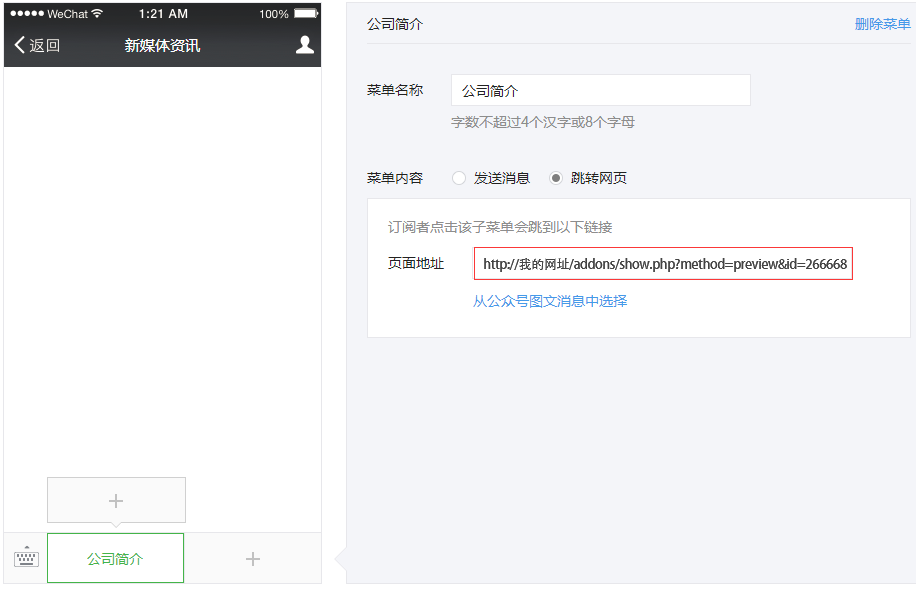 WeChat 1:21 AM 100%
返回 新媒体资讯
公司简介 删除菜单
菜单名称 公司简介
字数不超过4个汉字或8个字母
菜单内容 发送消息 跳转网页
订阅者点击该子菜单会跳到以下链接
页面地址 http://我的网址/addons/show.php?method=preview&id=266668
从公众号图文消息中选择
+
公司简介 +